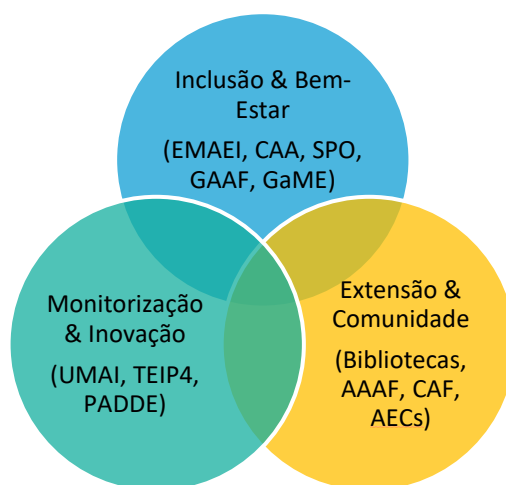 Inclusão & Bem-
Estar
(EMAEI, CAA, SPO,
GAAF, GaME)
Monitorização
& Inovação
(UMAI, TEIP4,
PADDE)
Extensão &
Comunidade
(Bibliotecas,
AAAF, CAF,
AECs)